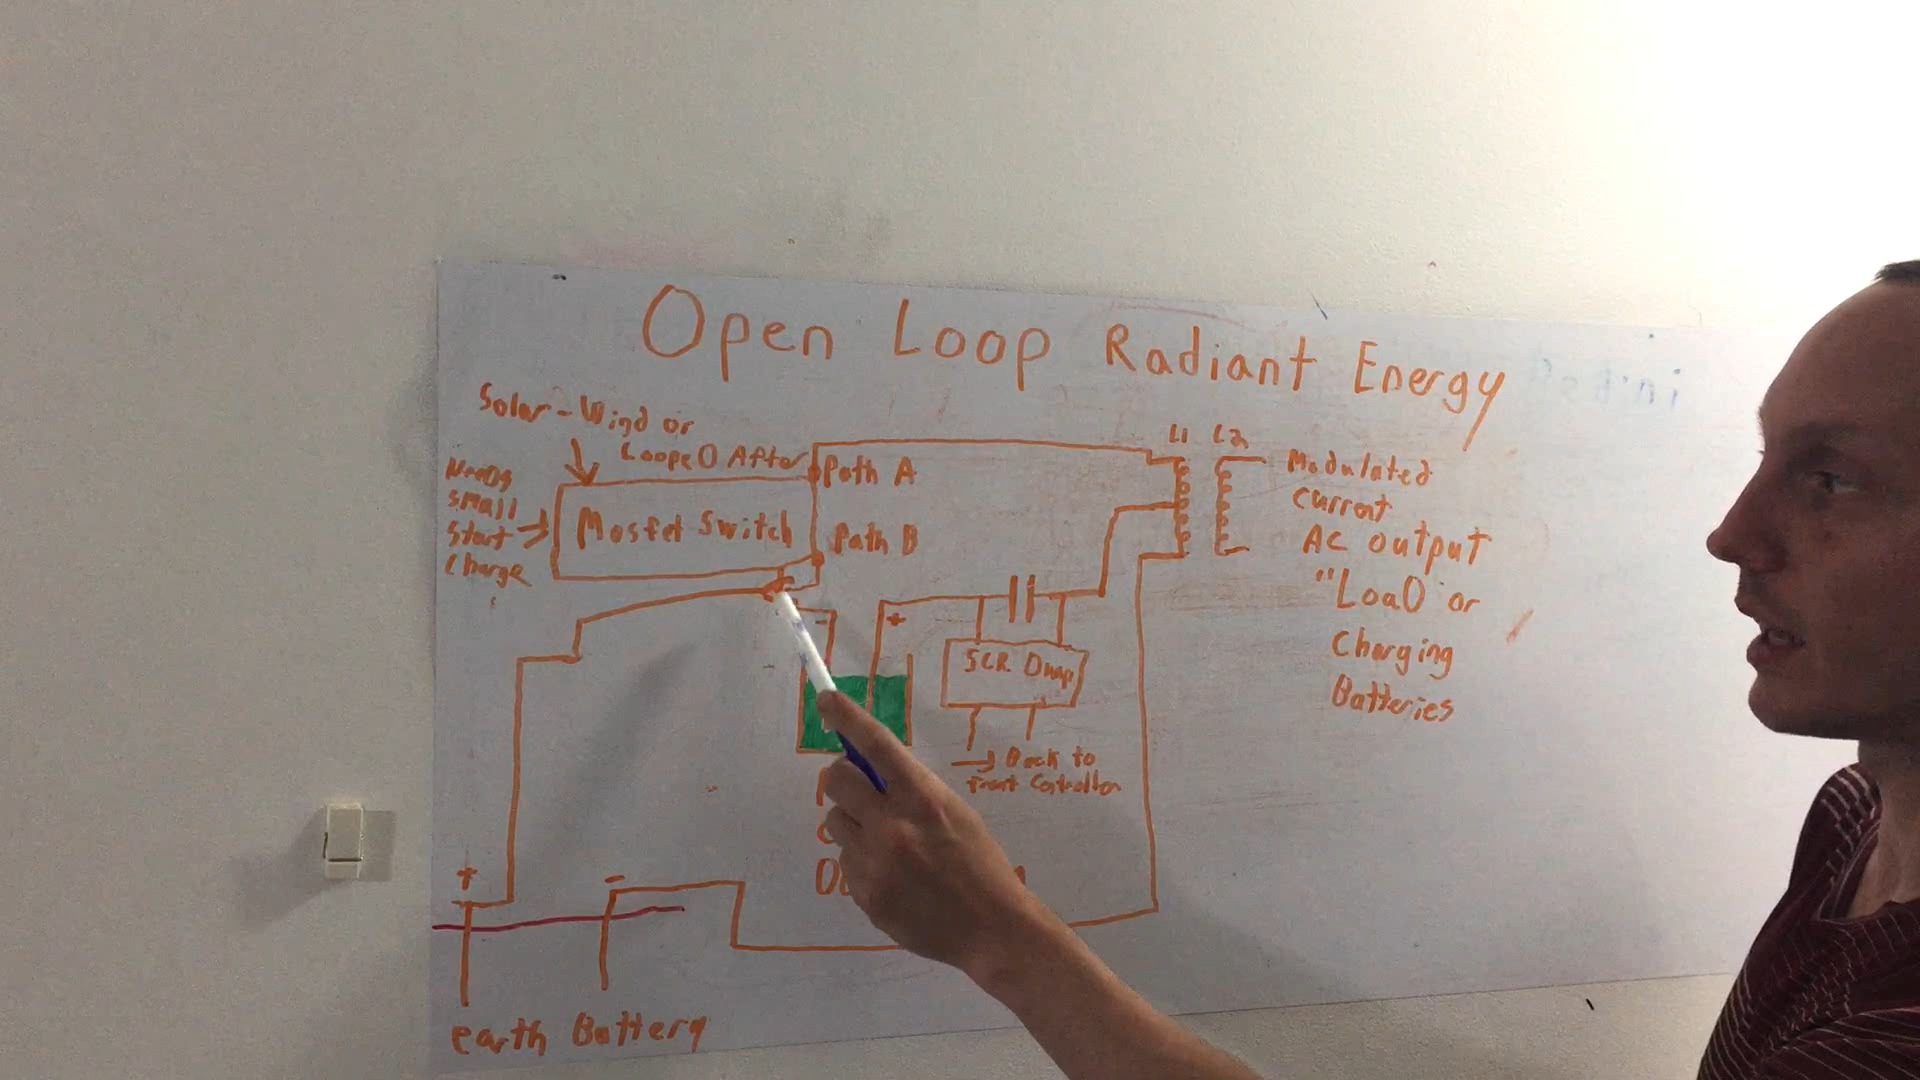 Open Loop Radiant Energy
Solar - Wind or
LoopeD After
Needs
small
start
charge
Mosfet Switch
Path A
Path B
L1 L2
Modulated
current
AC output
"LoaD or
Charging
Batteries
- +
SCR Dump
Back to
Front Controller
+ -
earth Battery